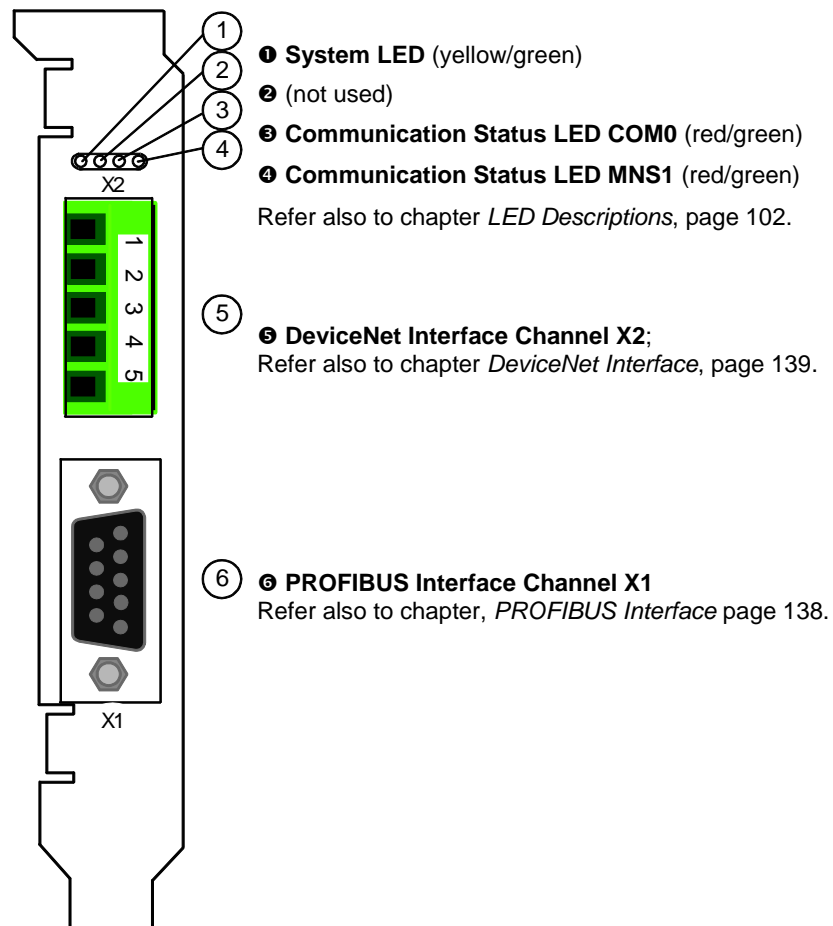 1
2
3
4
❶ System LED (yellow/green)
❷ (not used)
❸ Communication Status LED COM0 (red/green)
❹ Communication Status LED MNS1 (red/green)
Refer also to chapter LED Descriptions, page 102.
X2
1
2
3
4
5
5
❺ DeviceNet Interface Channel X2;
Refer also to chapter DeviceNet Interface, page 139.
6
❻ PROFIBUS Interface Channel X1
Refer also to chapter, PROFIBUS Interface page 138.
X1